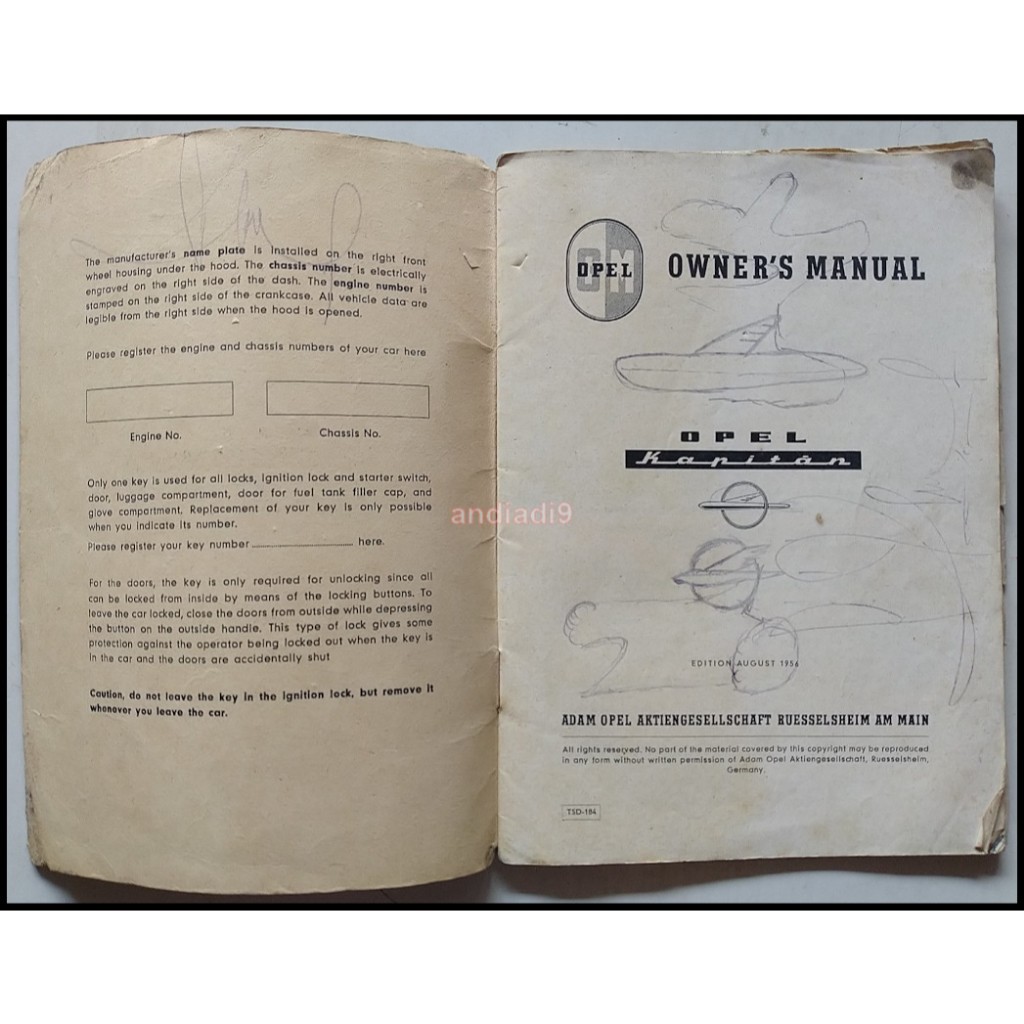 The manufacturer's name plate is installed on the right front
wheel housing under the hood. The chassis number is electrically
engraved on the right side of the dash. The engine number is
stamped on the right side of the crankcase. All vehicle data are
legible from the right side when the hood is opened.
Please register the engine and chassis numbers of your car here
Engine No.
Chassis No.
Only one key is used for all locks, ignition lock and starter switch,
door, luggage compartment, door for fuel tank filler cap, and
glove compartment. Replacement of your key is only possible
when you indicate its number.
Please register your key number here.
For the doors, the key is only required for unlocking since all
can be locked from inside by means of the locking buttons. To
leave the car locked, close the doors from outside while depressing
the button on the outside handle. This type of lock gives some
protection against the operator being locked out when the key is
in the car and the doors are accidentally shut
Caution, do not leave the key in the ignition lock, but remove it
whenever you leave the car.
andiadi9
OPEL
OM
OWNER'S MANUAL
OPEL
Kapitän
EDITION AUGUST 1956
ADAM OPEL AKTIENGESELLSCHAFT RUESSELSHEIM AM MAIN
All rights reserved. No part of the material covered by this copyright may be reproduced
in any form without written permission of Adam Opel Aktiengesellschaft, Ruesselsheim,
Germany.
TSD-184